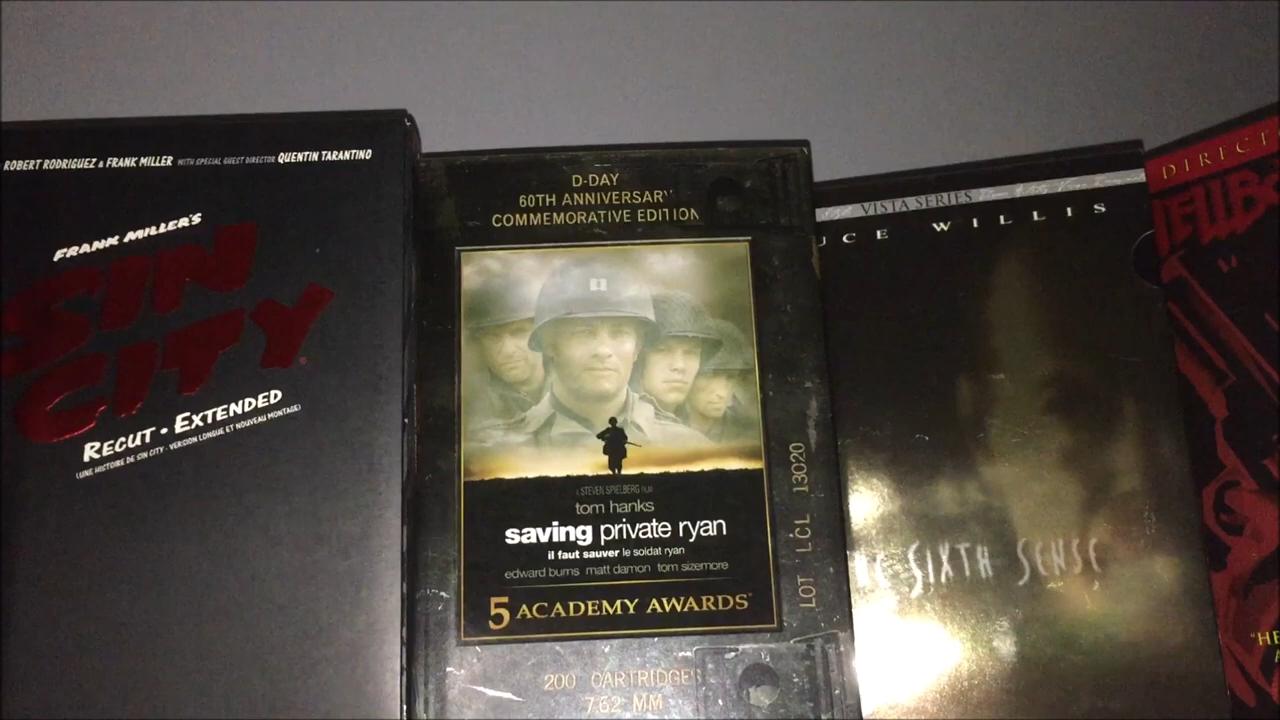 ROBERT RODRIGUEZ & FRANK MILLER WITH SPECIAL GUEST DIRECTOR QUENTIN TARANTINO
FRANK MILLER'S
SIN
CITY
RECUT • EXTENDED
(UNE HISTOIRE DE SIN CITY - VERSION LONGUE ET NOUVEAU MONTAGE)
D-DAY
60TH ANNIVERSARY
COMMEMORATIVE EDITION
A STEVEN SPIELBERG FILM
tom hanks
saving private ryan
il faut sauver le soldat ryan
edward burns matt damon tom sizemore
5 ACADEMY AWARDS
LOT LCL 13020
200 CARTRIDGES
7.62 MM
VISTA SERIES
UCE WILLIS
SIXTH SENSE
DIRECT
HELLBO
"HE